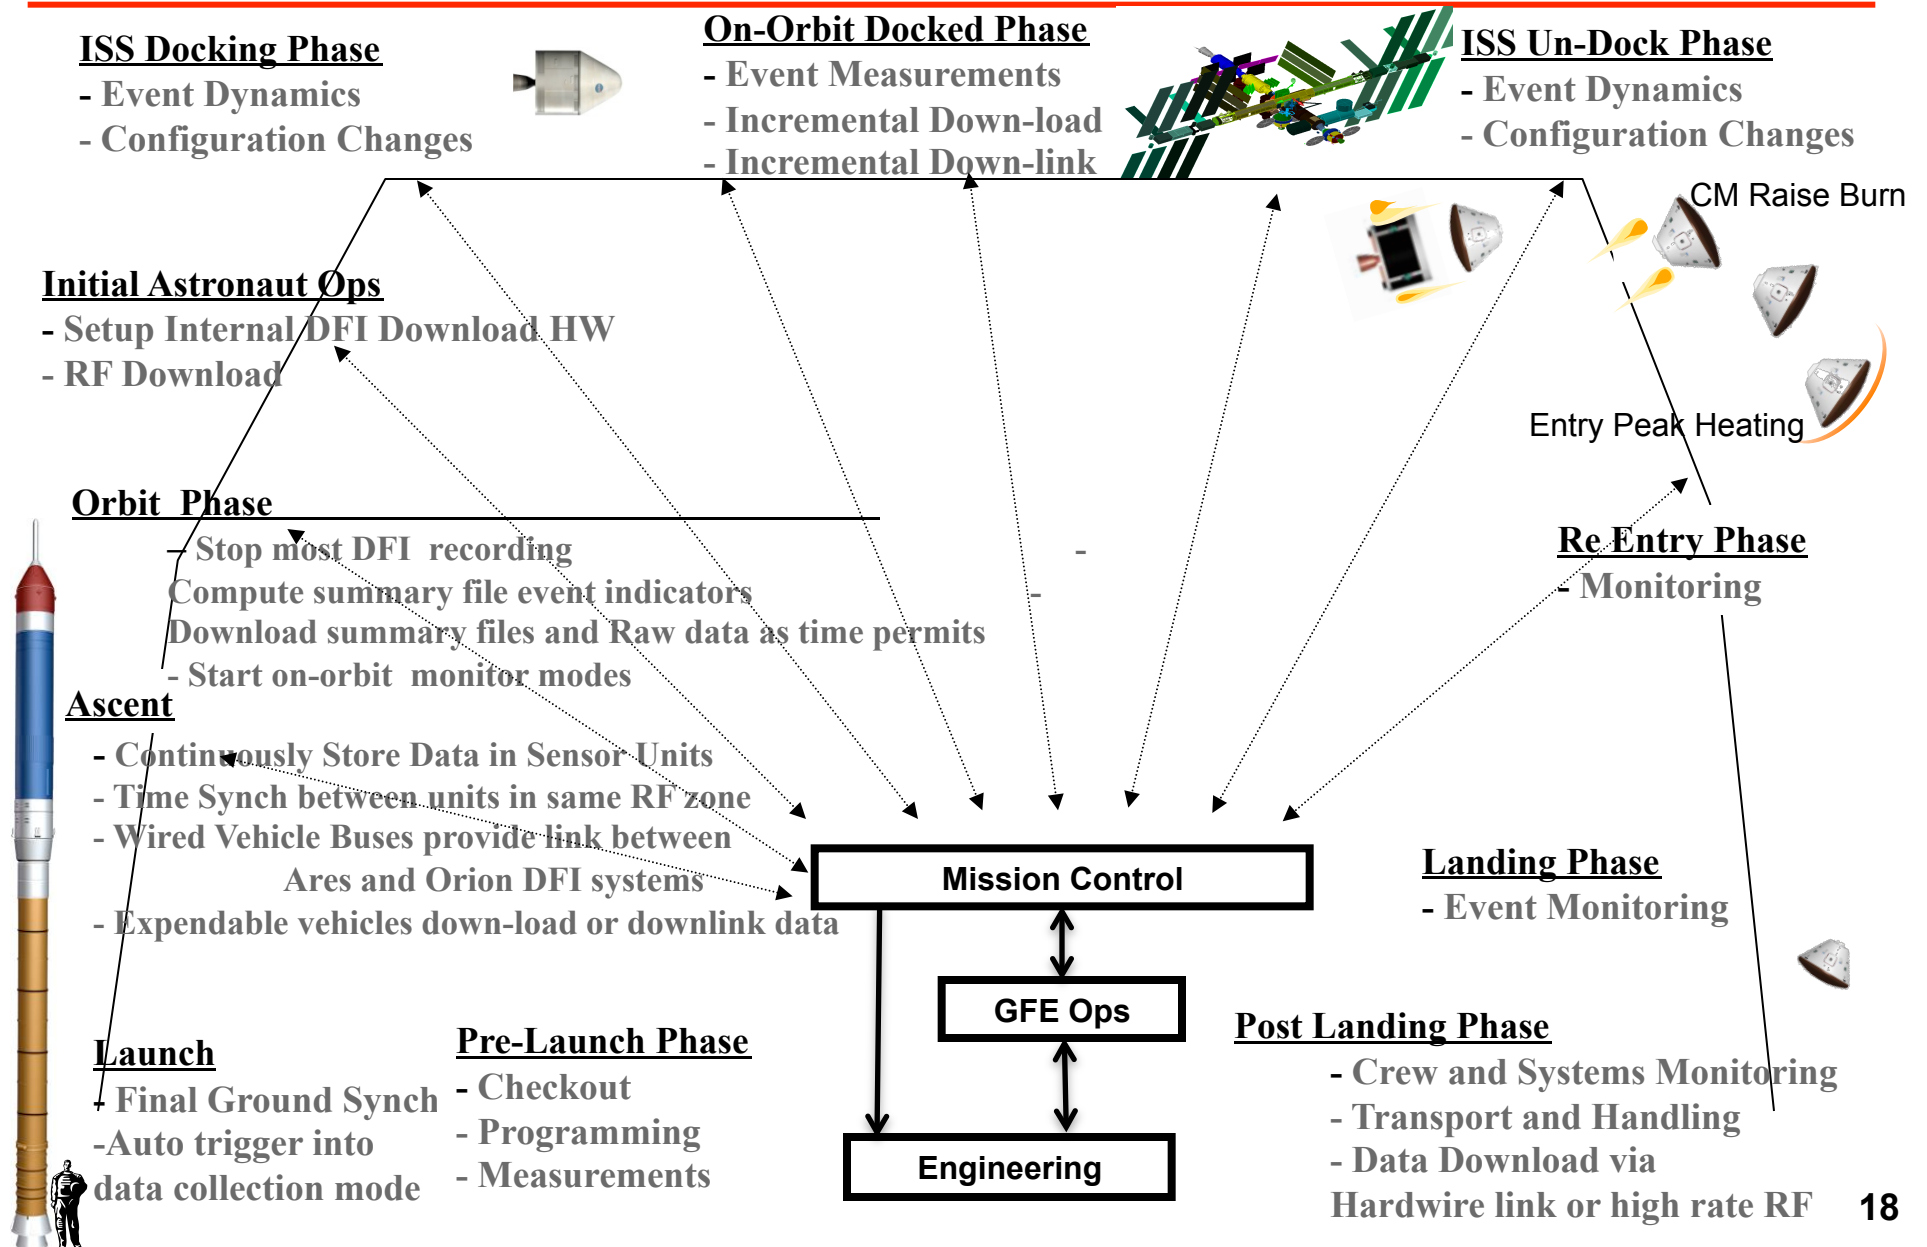 ISS Docking Phase
- Event Dynamics
- Configuration Changes
On-Orbit Docked Phase
- Event Measurements
- Incremental Down-load
- Incremental Down-link
ISS Un-Dock Phase
- Event Dynamics
- Configuration Changes
CM Raise Burn
Initial Astronaut Ops
- Setup Internal DFI Download HW
- RF Download
Entry Peak Heating
Orbit Phase
– Stop most DFI recording -
Compute summary file event indicators -
Download summary files and Raw data as time permits
- Start on-orbit monitor modes
Re Entry Phase
- Monitoring
Ascent
- Continuously Store Data in Sensor Units
- Time Synch between units in same RF zone
- Wired Vehicle Buses provide link between
Ares and Orion DFI systems
- Expendable vehicles down-load or downlink data
Mission Control
GFE Ops
Engineering
Landing Phase
- Event Monitoring
Launch
- Final Ground Synch
-Auto trigger into
data collection mode
Pre-Launch Phase
- Checkout
- Programming
- Measurements
Post Landing Phase
- Crew and Systems Monitoring
- Transport and Handling
- Data Download via
Hardwire link or high rate RF
18